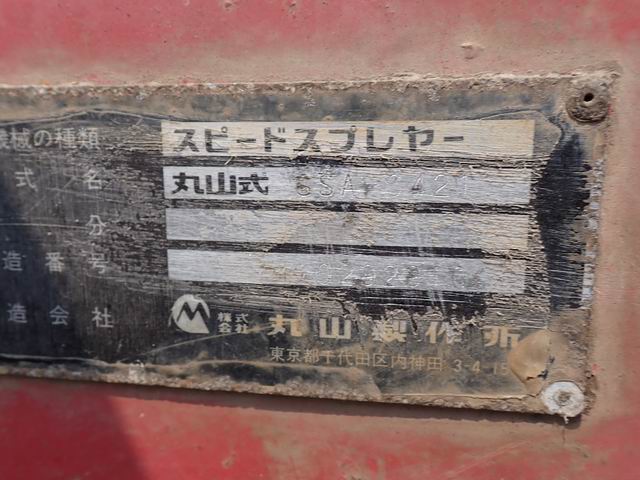 機械の種類 スピードスプレヤー
式名 丸山式 SSA-242
分
造番号
造会社 株式会社 丸山製作所
東京都千代田区内神田 3-4-15